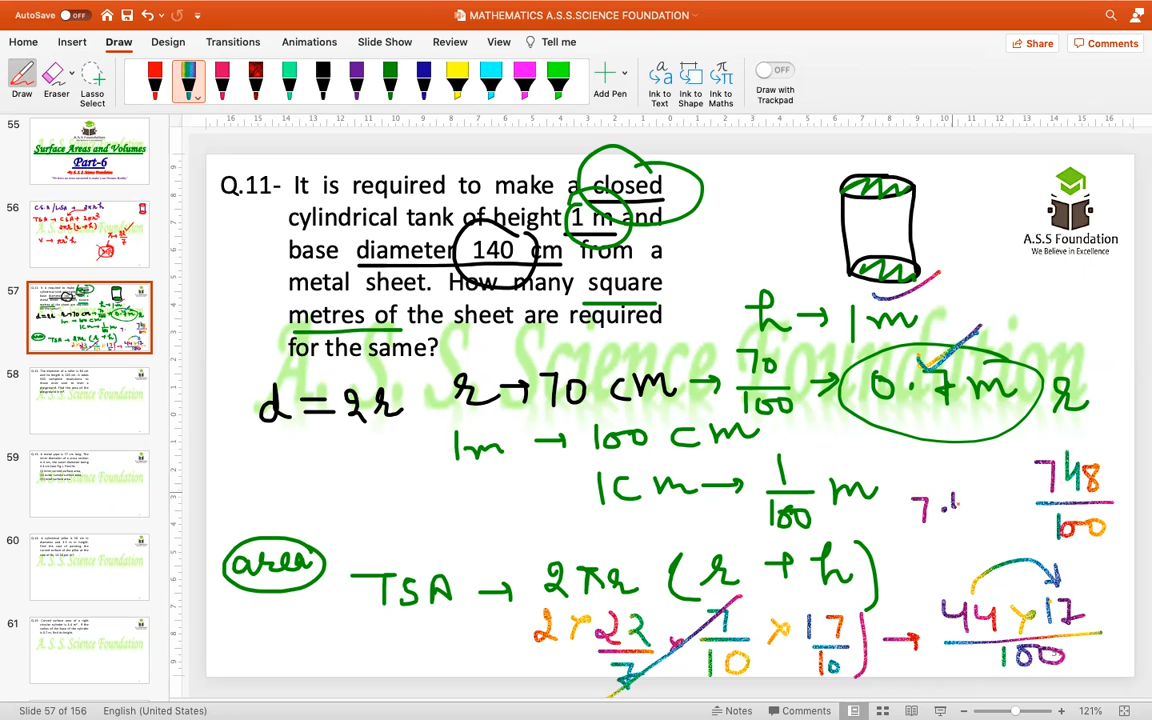 AutoSave OFF
MATHEMATICS A.S.S.SCIENCE FOUNDATION
Home Insert Draw Design Transitions Animations Slide Show Review View Tell me
Share Comments
Draw Eraser Lasso Select Add Pen Ink to Text Ink to Shape Ink to Maths Draw with Trackpad
OFF
55
Surface Areas and Volumes
Part-6
56
57
58
59
60
61
Q.11- It is required to make a closed
cylindrical tank of height 1 m and
base diameter 140 cm from a
metal sheet. How many square
metres of the sheet are required
for the same?
A.S.S Foundation
We Believe in Excellence
A. S. S Science Foundation
h → 1m
d = 2r r → 70 cm → 70/100 → 0.7m r
1m → 100 cm
1cm → 1/100 m
7.4
748/100
area TSA → 2πr (r + h)
2 × 22/7 × 7/10 × 17/10) → 44 × 17/100
Slide 57 of 156 English (United States) Notes Comments 121%